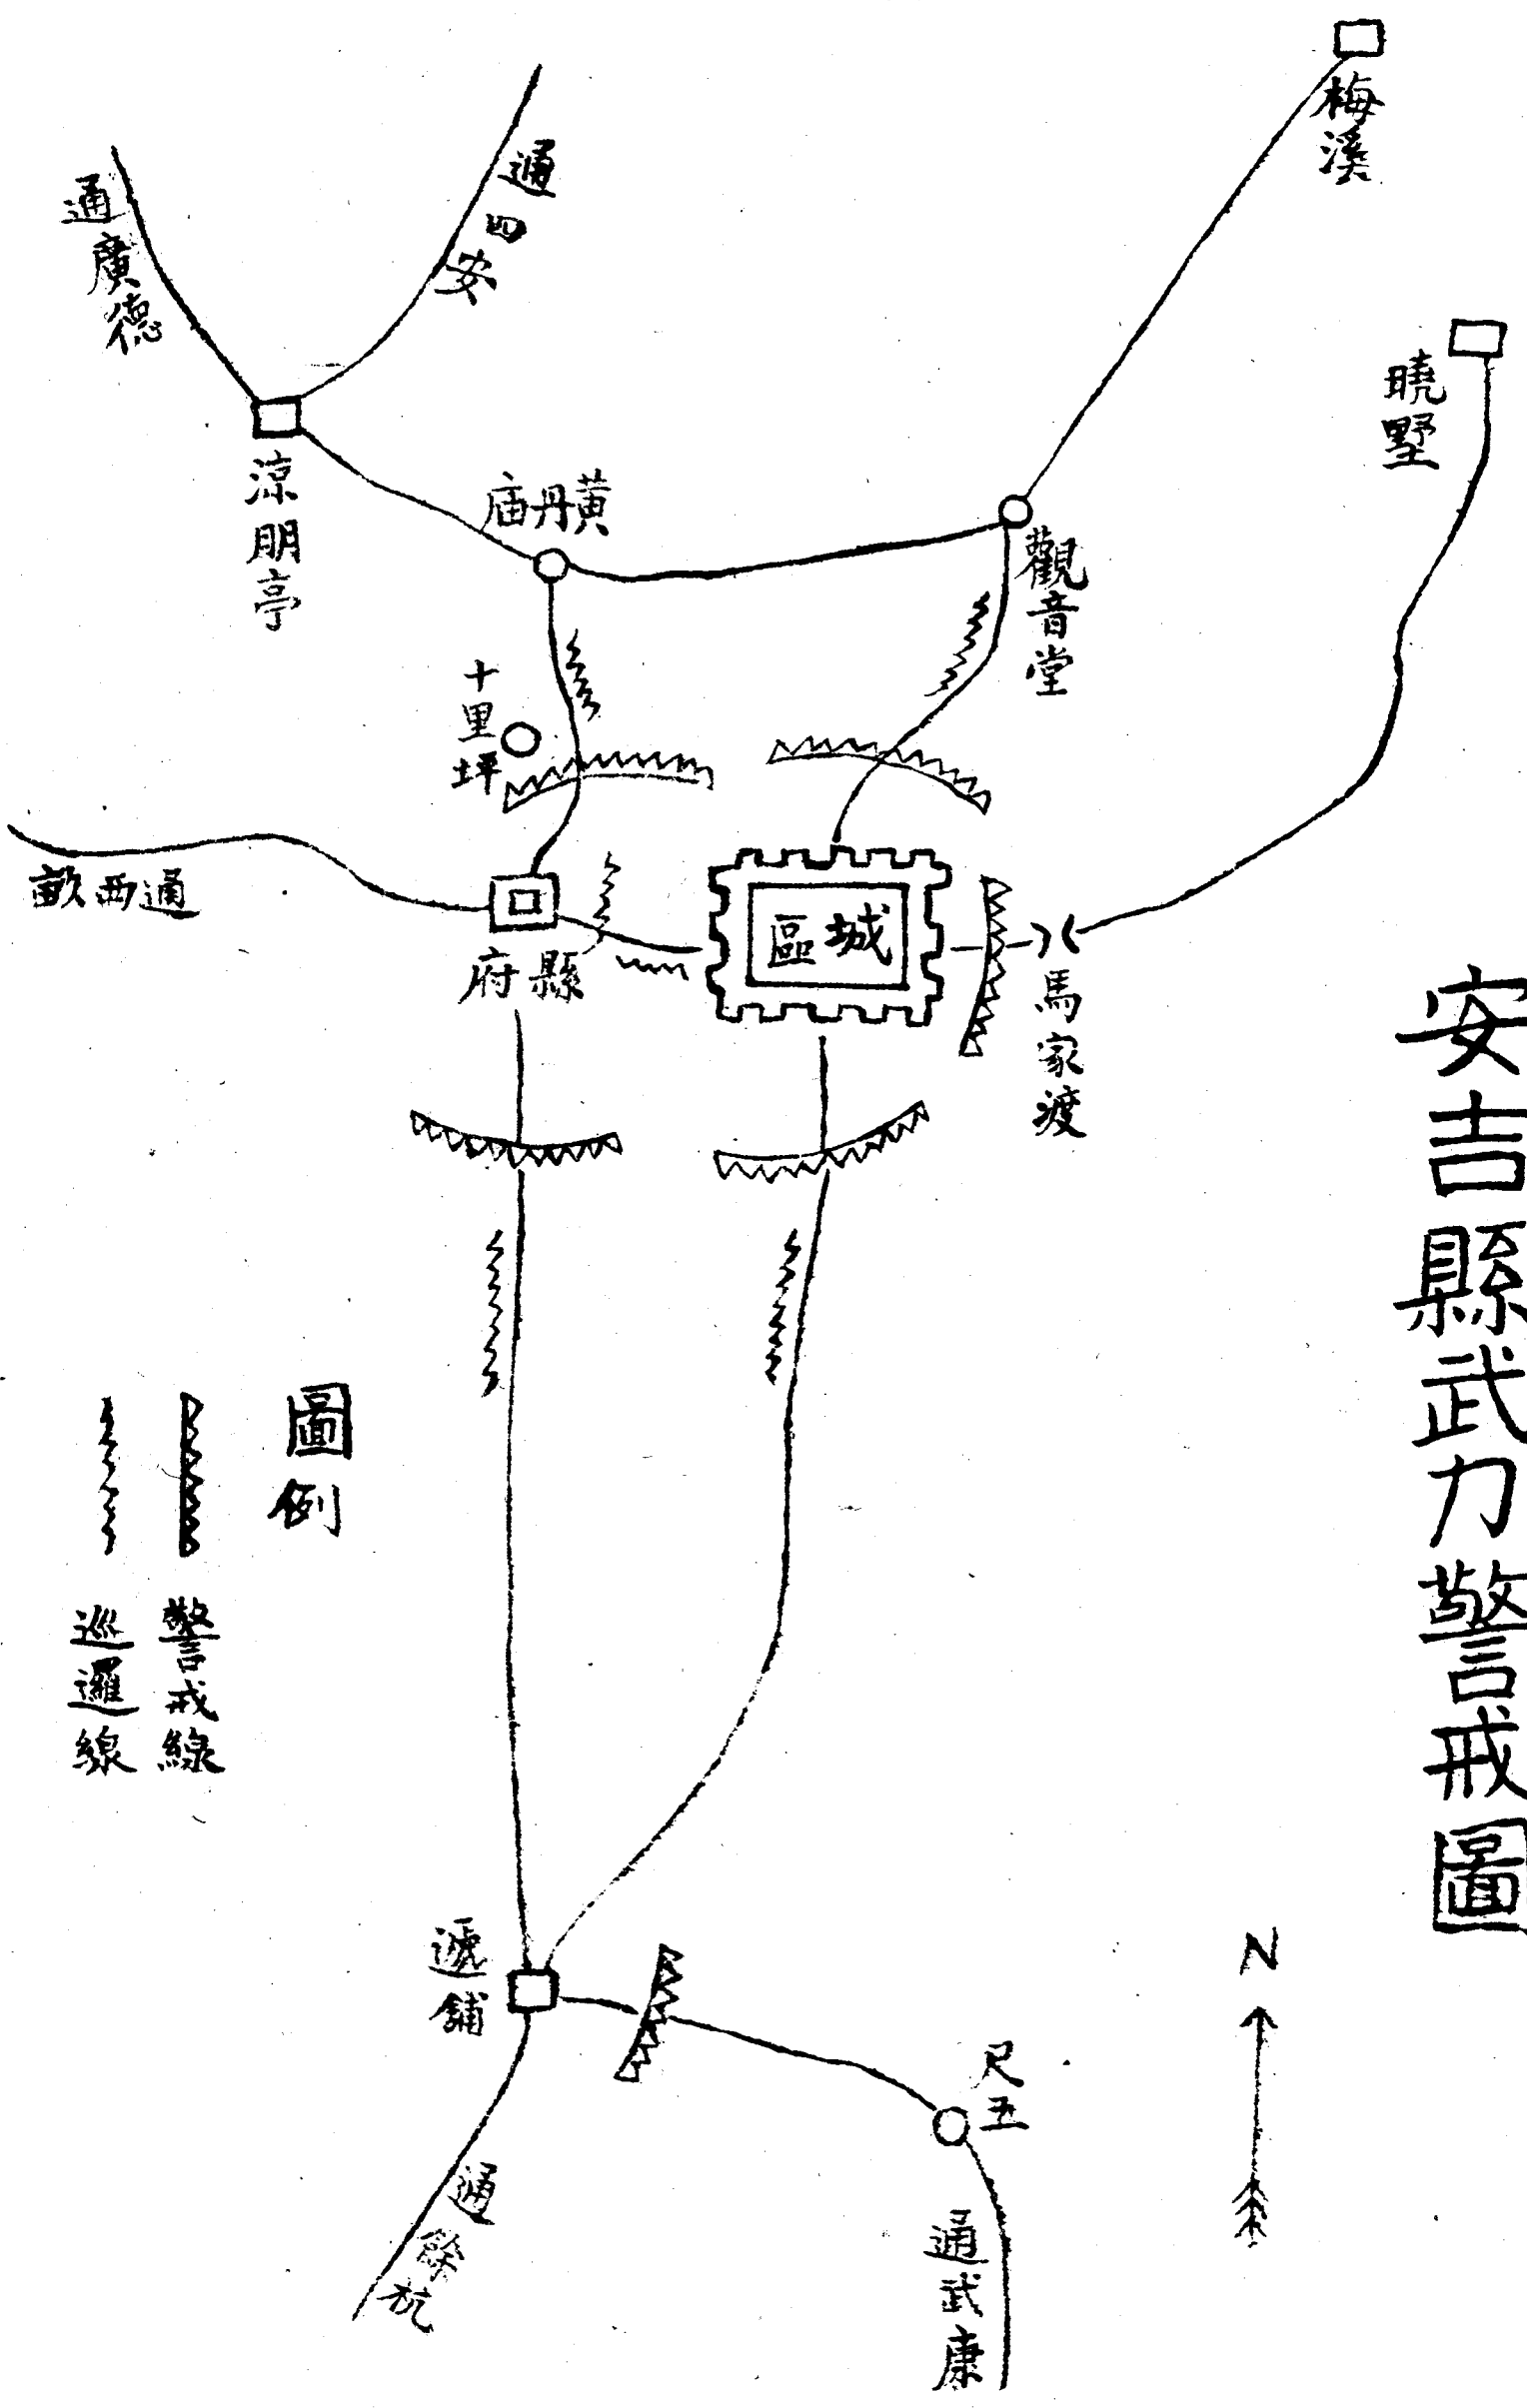 安吉縣武力警戒圖
梅溪
曉墅
通四安
通廣德
涼朋亭
黄丹庙
觀音堂
十里坪
通西畝
縣府
城區
馬家渡
圖例
警戒線
巡邏線
遞舖
尺五
通餘杭
通武康
N